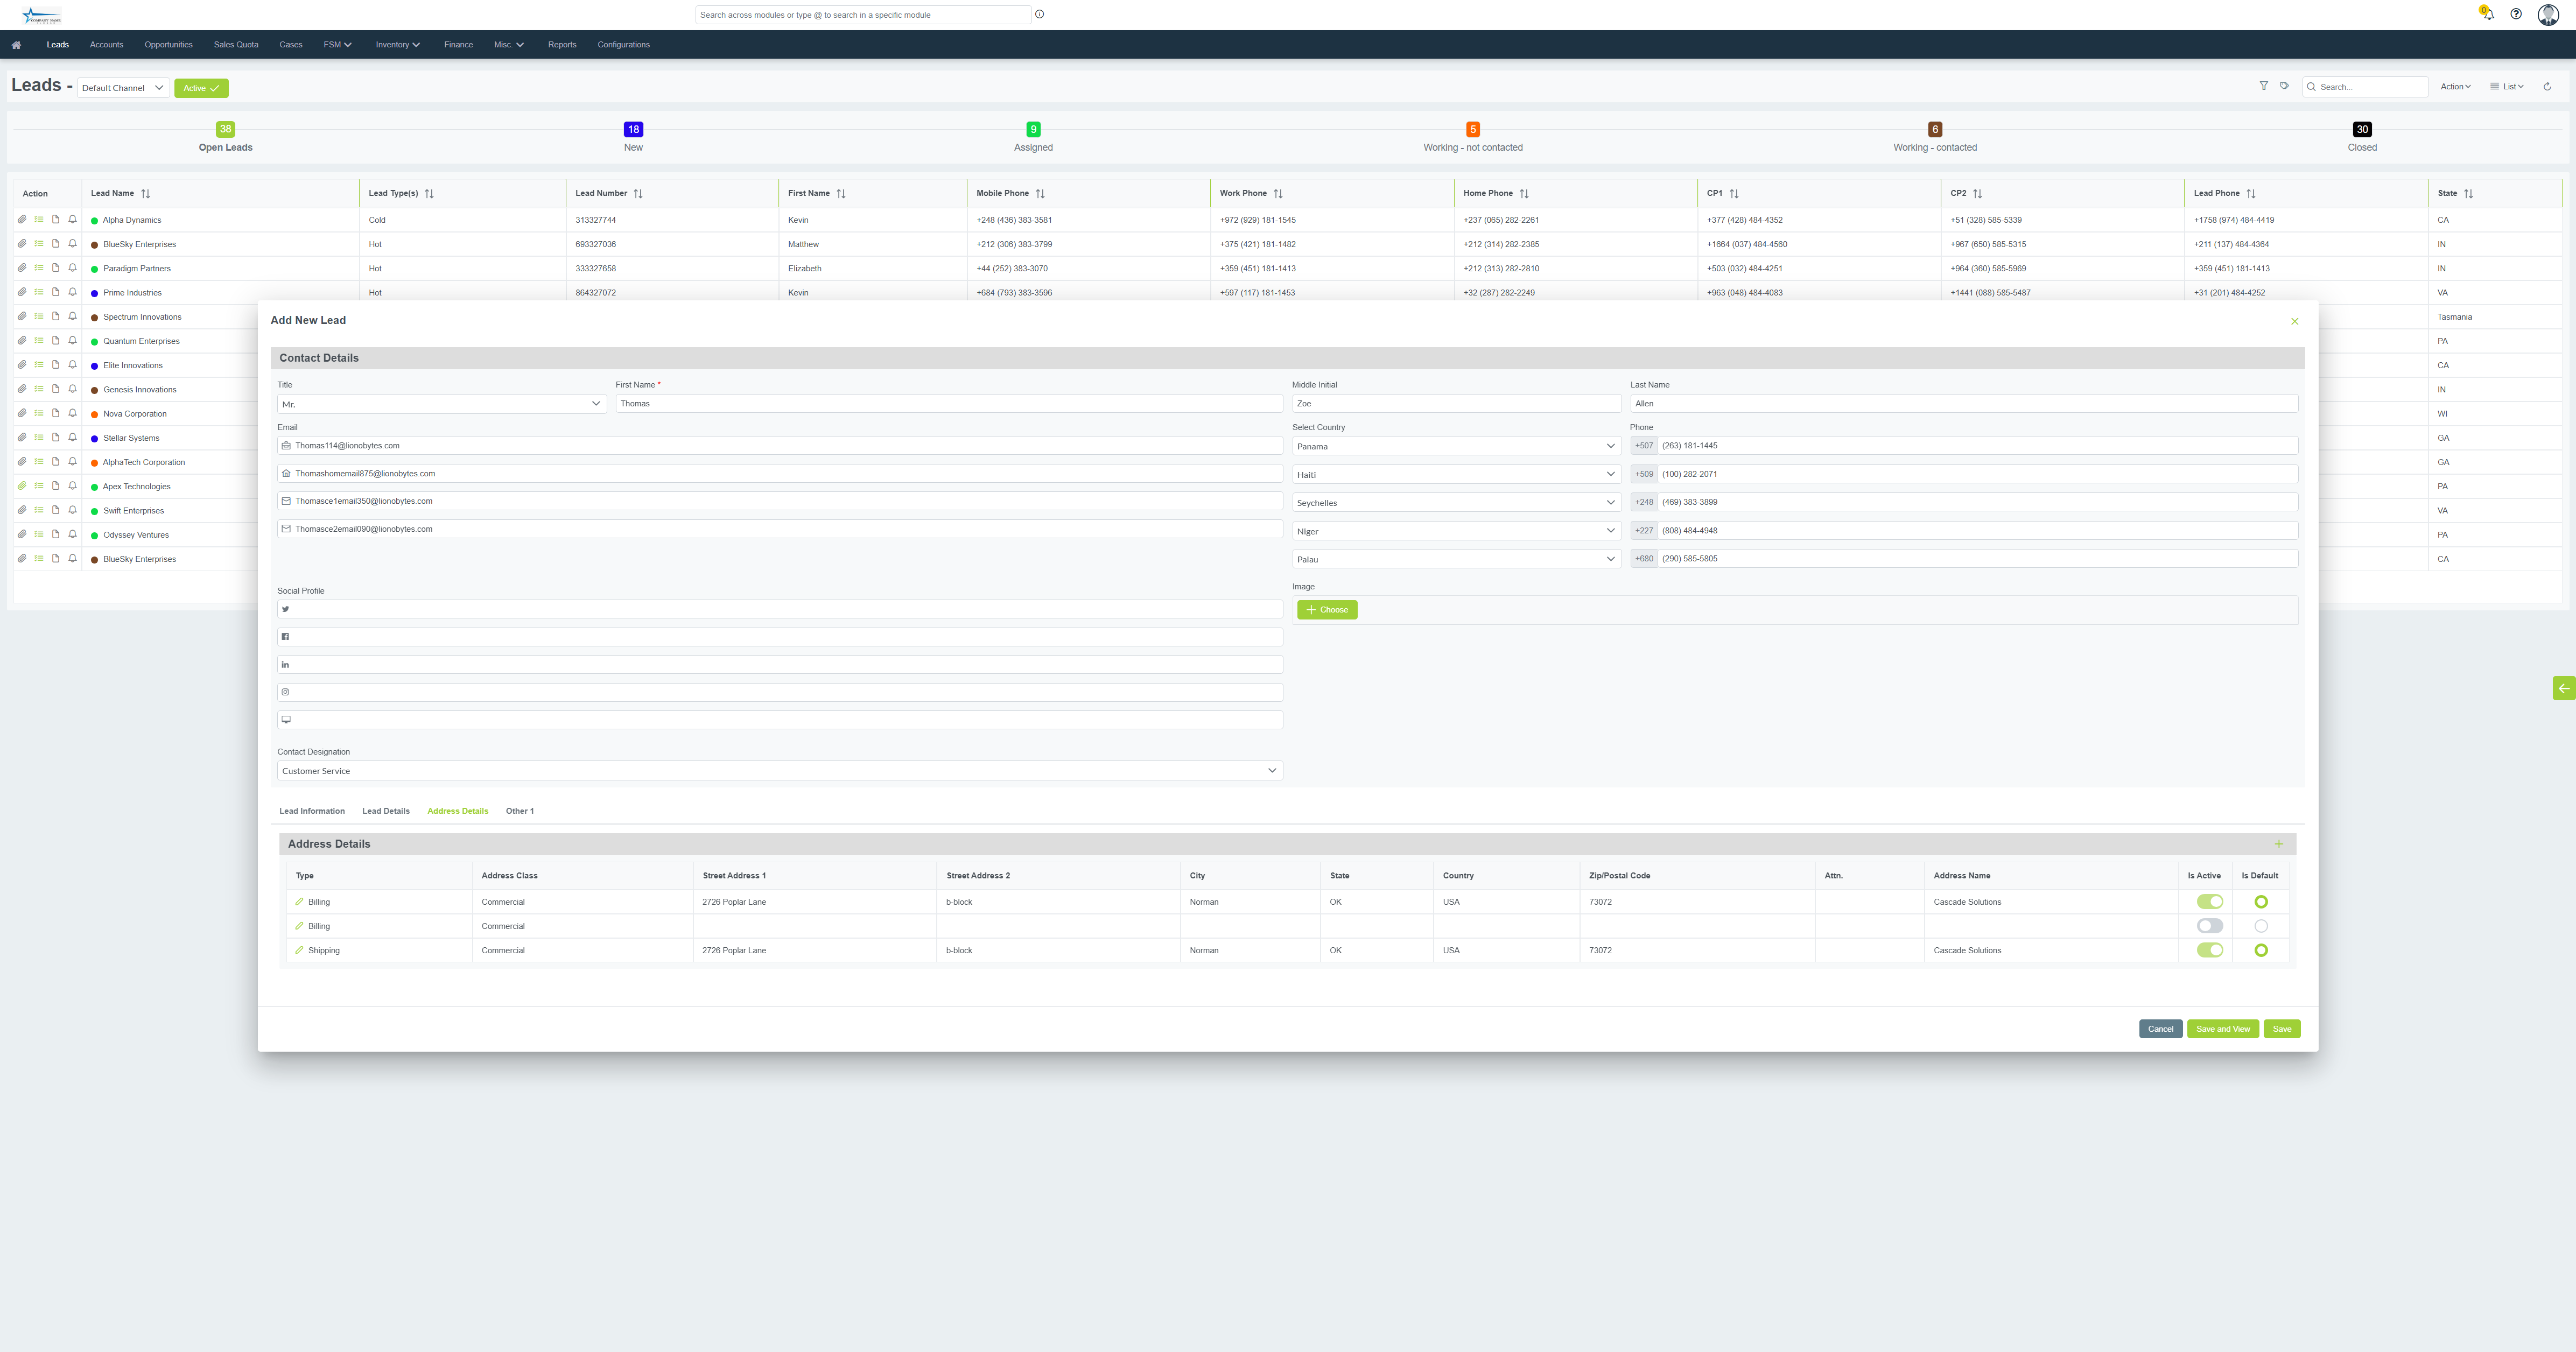 COMPANY NAME
Search across modules or type @ to search in a specific module
0
Leads Accounts Opportunities Sales Quota Cases FSM Inventory Finance Misc. Reports Configurations
Leads - Default Channel Active Search... Action List
38 18 9 5 6 30
Open Leads New Assigned Working - not contacted Working - contacted Closed
Action Lead Name Lead Type(s) Lead Number First Name Mobile Phone Work Phone Home Phone CP1 CP2 Lead Phone State
Alpha Dynamics Cold 313327744 Kevin +248 (436) 383-3581 +972 (929) 181-1545 +237 (065) 282-2261 +377 (428) 484-4352 +51 (328) 585-5339 +1758 (974) 484-4419 CA
BlueSky Enterprises Hot 693327036 Matthew +212 (306) 383-3799 +375 (421) 181-1482 +212 (314) 282-2385 +1664 (037) 484-4560 +967 (650) 585-5315 +211 (137) 484-4364 IN
Paradigm Partners Hot 333327658 Elizabeth +44 (252) 383-3070 +359 (451) 181-1413 +212 (313) 282-2810 +503 (032) 484-4251 +964 (360) 585-5969 +359 (451) 181-1413 IN
Prime Industries Hot 864327072 Kevin +684 (793) 383-3596 +597 (117) 181-1453 +32 (287) 282-2249 +963 (048) 484-4083 +1441 (088) 585-5487 +31 (201) 484-4252 VA
Spectrum Innovations Tasmania
Quantum Enterprises PA
Elite Innovations CA
Genesis Innovations IN
Nova Corporation WI
Stellar Systems GA
AlphaTech Corporation GA
Apex Technologies PA
Swift Enterprises VA
Odyssey Ventures PA
BlueSky Enterprises CA
Add New Lead
Contact Details
Title First Name * Middle Initial Last Name
Mr. Thomas Zoe Allen
Email Select Country Phone
Thomas114@lionobytes.com Panama +507 (263) 181-1445
Thomashomemail875@lionobytes.com Haiti +509 (100) 282-2071
Thomasce1email350@lionobytes.com Seychelles +248 (469) 383-3899
Thomasce2email090@lionobytes.com Niger +227 (808) 484-4948
Palau +680 (290) 585-5805
Social Profile Image
Choose
Contact Designation
Customer Service
Lead Information Lead Details Address Details Other 1
Address Details
Type Address Class Street Address 1 Street Address 2 City State Country Zip/Postal Code Attn. Address Name Is Active Is Default
Billing Commercial 2726 Poplar Lane b-block Norman OK USA 73072 Cascade Solutions
Billing Commercial
Shipping Commercial 2726 Poplar Lane b-block Norman OK USA 73072 Cascade Solutions
Cancel Save and View Save